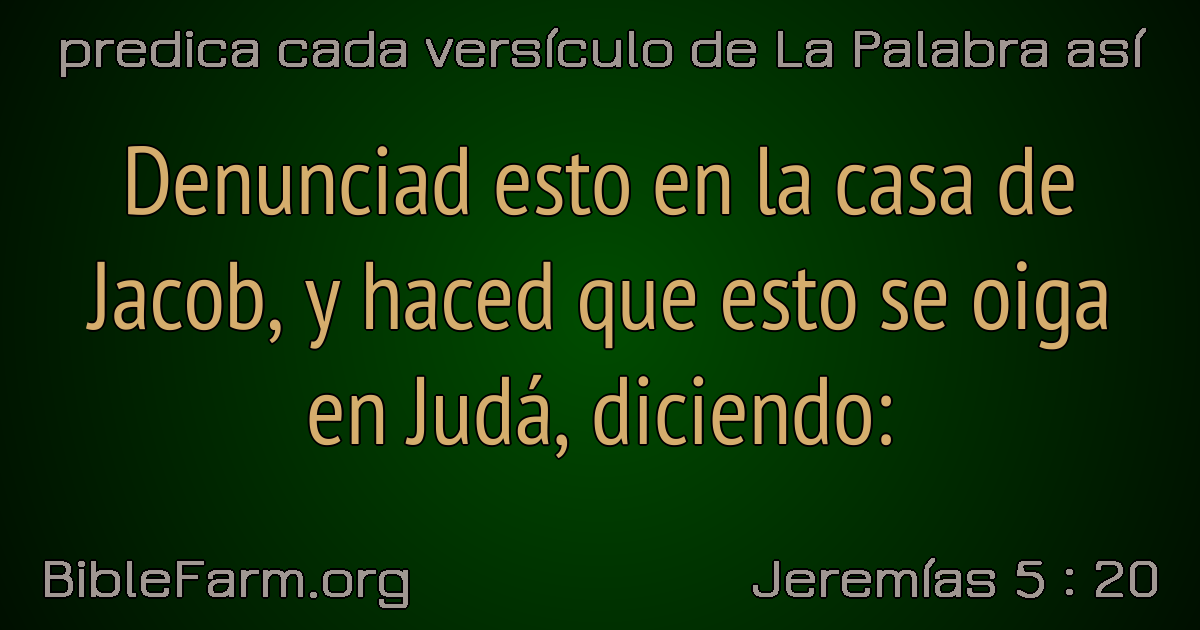 predica cada versículo de La Palabra así
Denunciad esto en la casa de
Jacob, y haced que esto se oiga
en Judá, diciendo:
BibleFarm.org
Jeremías 5 : 20